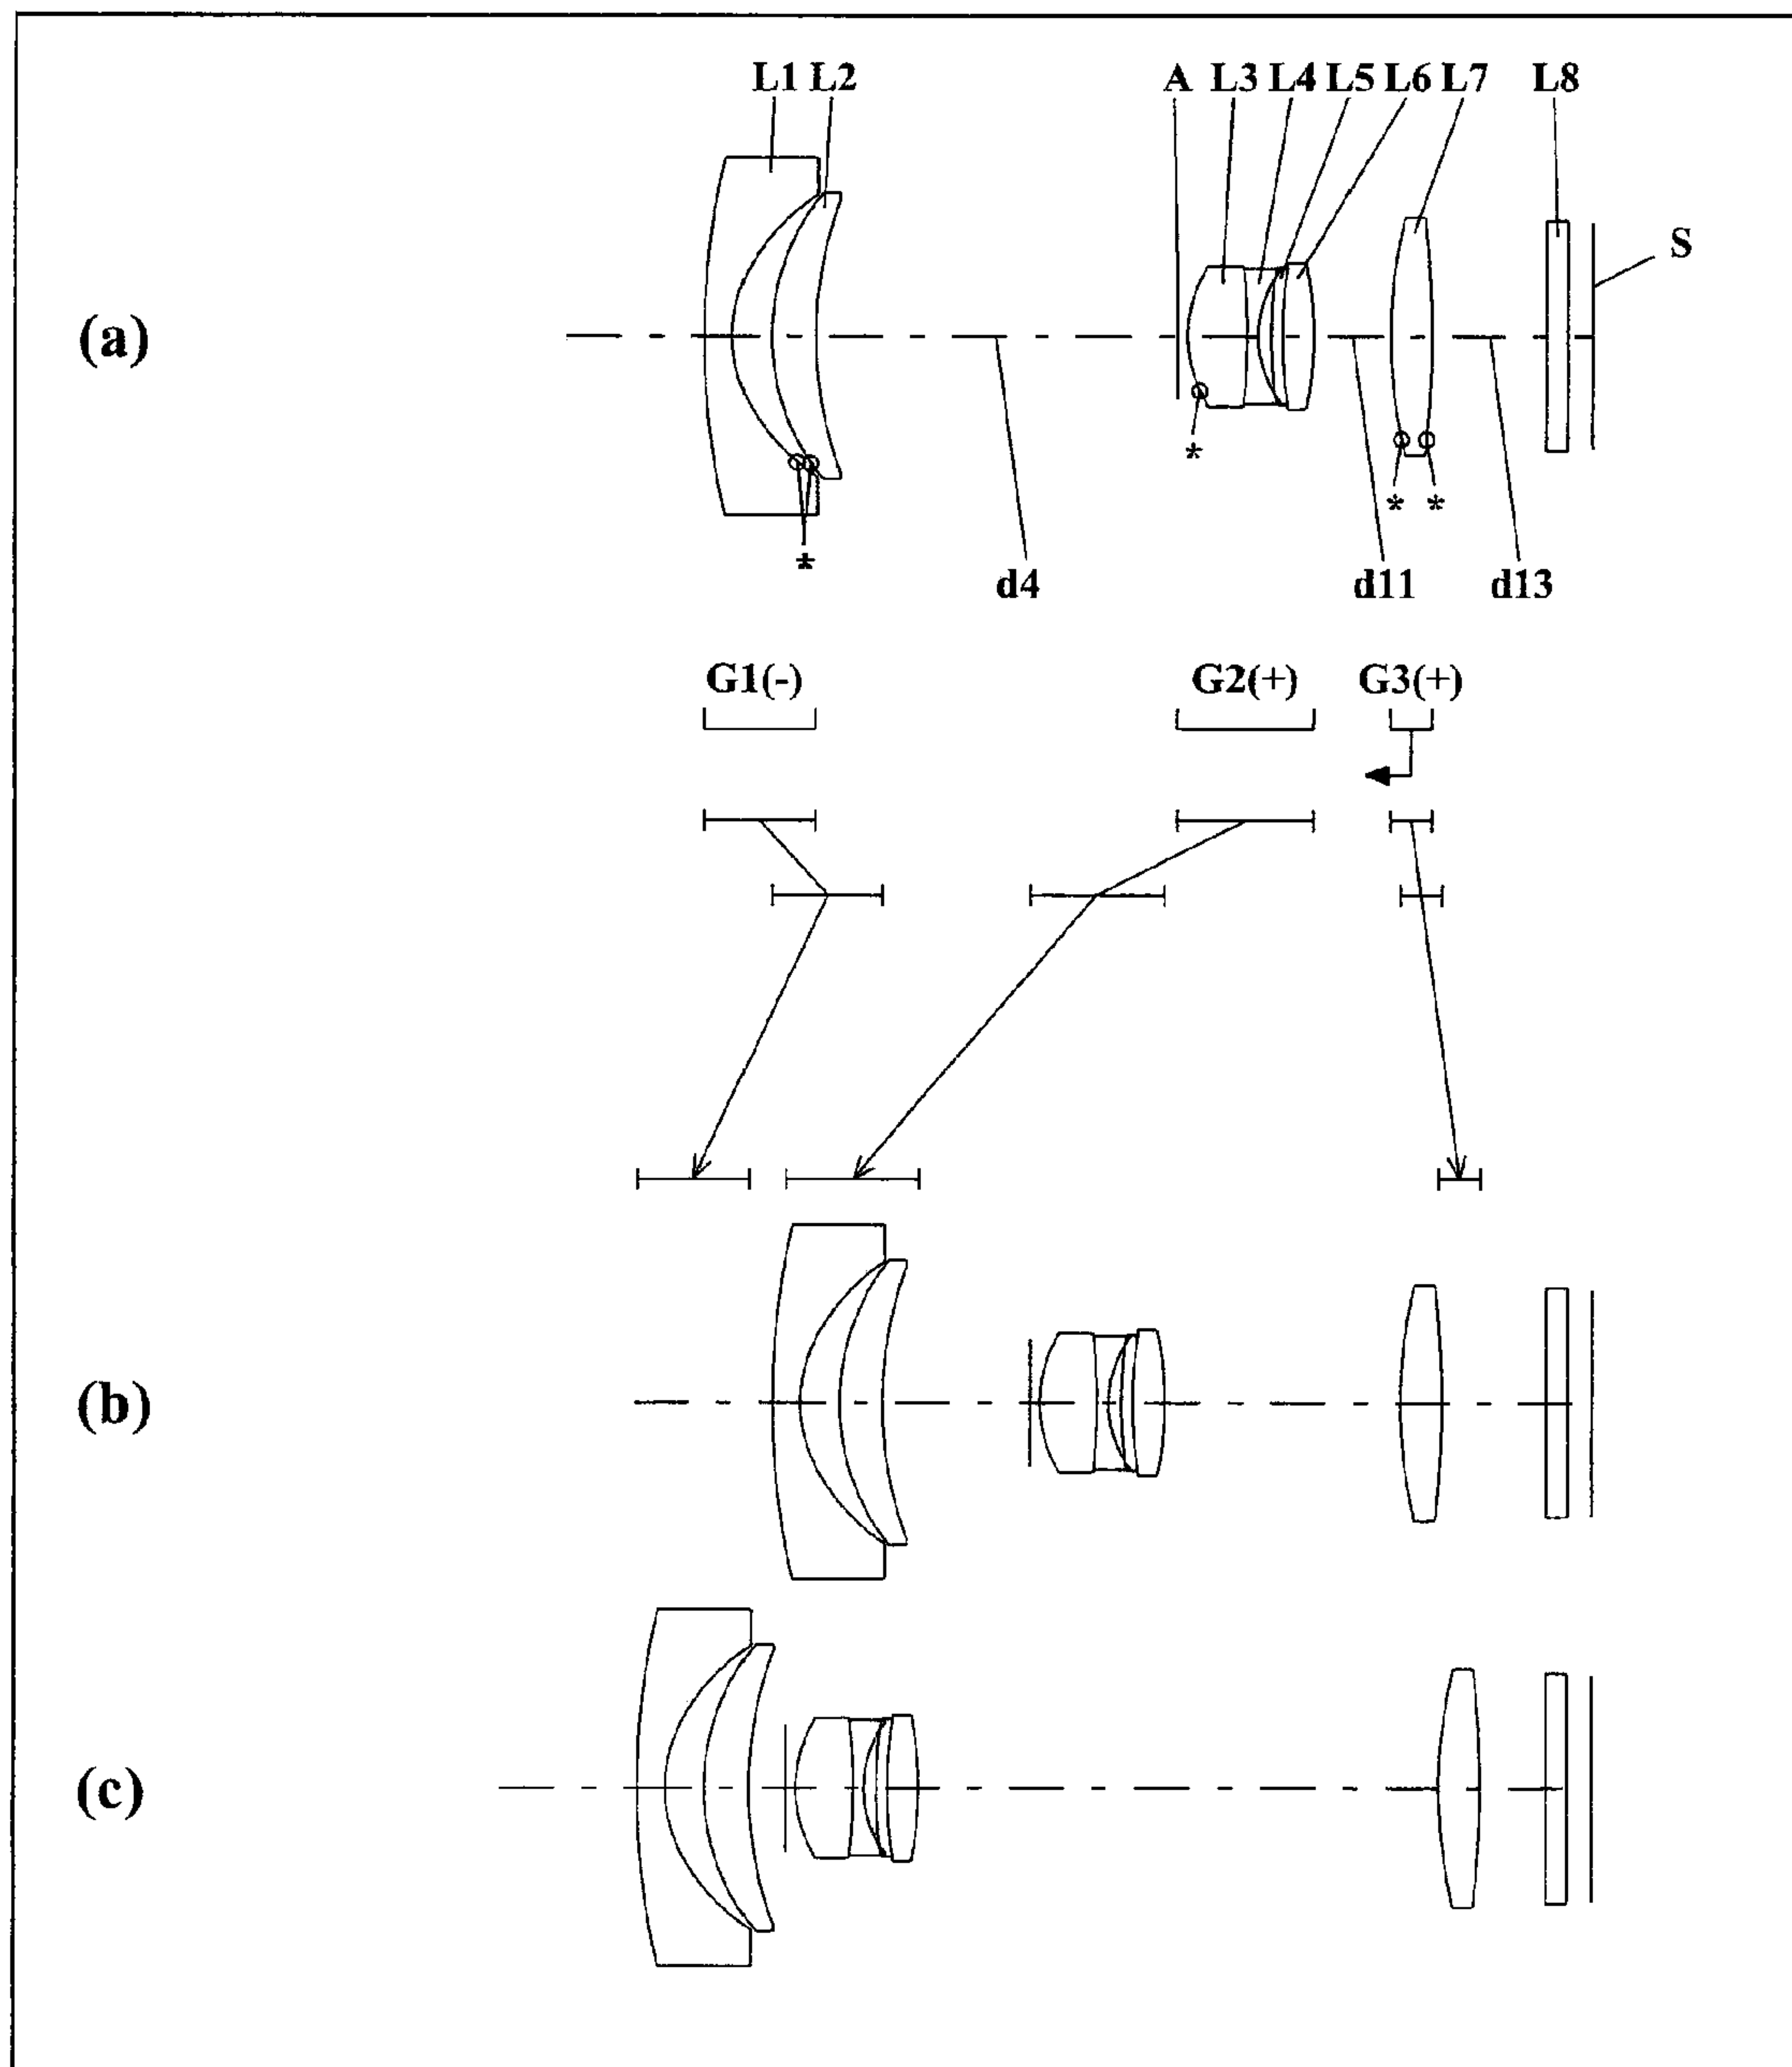 L1 L2 A L3 L4 L5 L6 L7 L8
S
(a)
*
* *
*
d4 d11 d13
G1(-) G2(+) G3(+)
(b)
(c)